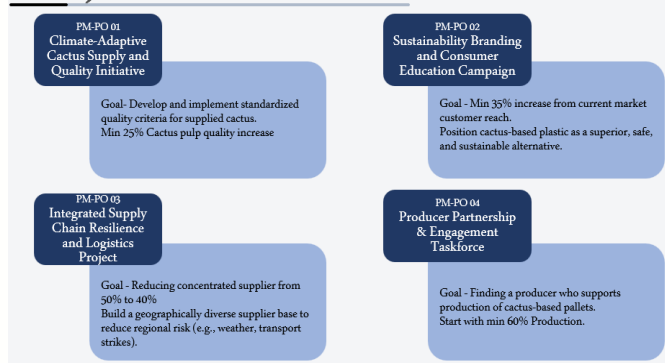 PM-PO 01
Climate-Adaptive
Cactus Supply and
Quality Initiative
Goal- Develop and implement standardized
quality criteria for supplied cactus.
Min 25% Cactus pulp quality increase
PM-PO 02
Sustainability Branding
and Consumer
Education Campaign
Goal - Min 35% increase from current market
customer reach.
Position cactus-based plastic as a superior, safe,
and sustainable alternative.
PM-PO 03
Integrated Supply
Chain Resilience
and Logistics
Project
Goal - Reducing concentrated supplier from
50% to 40%
Build a geographically diverse supplier base to
reduce regional risk (e.g., weather, transport
strikes).
PM-PO 04
Producer Partnership
& Engagement
Taskforce
Goal - Finding a producer who supports
production of cactus-based pallets.
Start with min 60% Production.